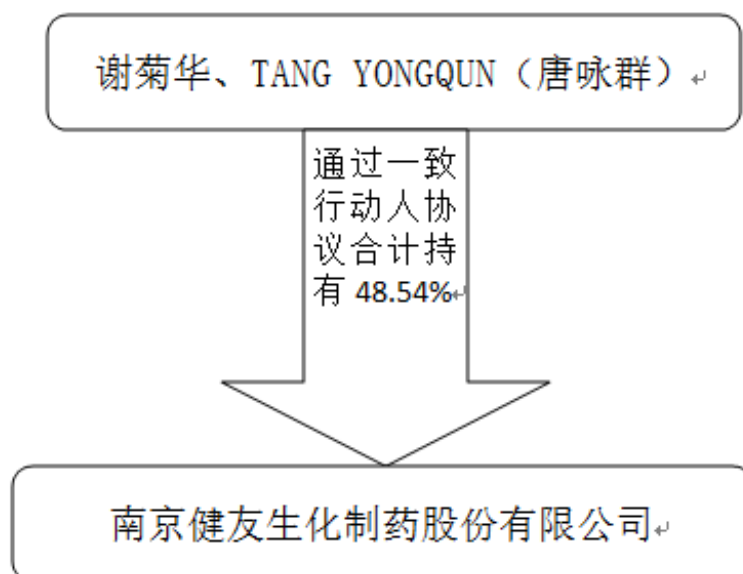 谢菊华、TANG YONGQUN（唐咏群）
通过一致
行动人协
议合计持
有 48.54%
南京健友生化制药股份有限公司